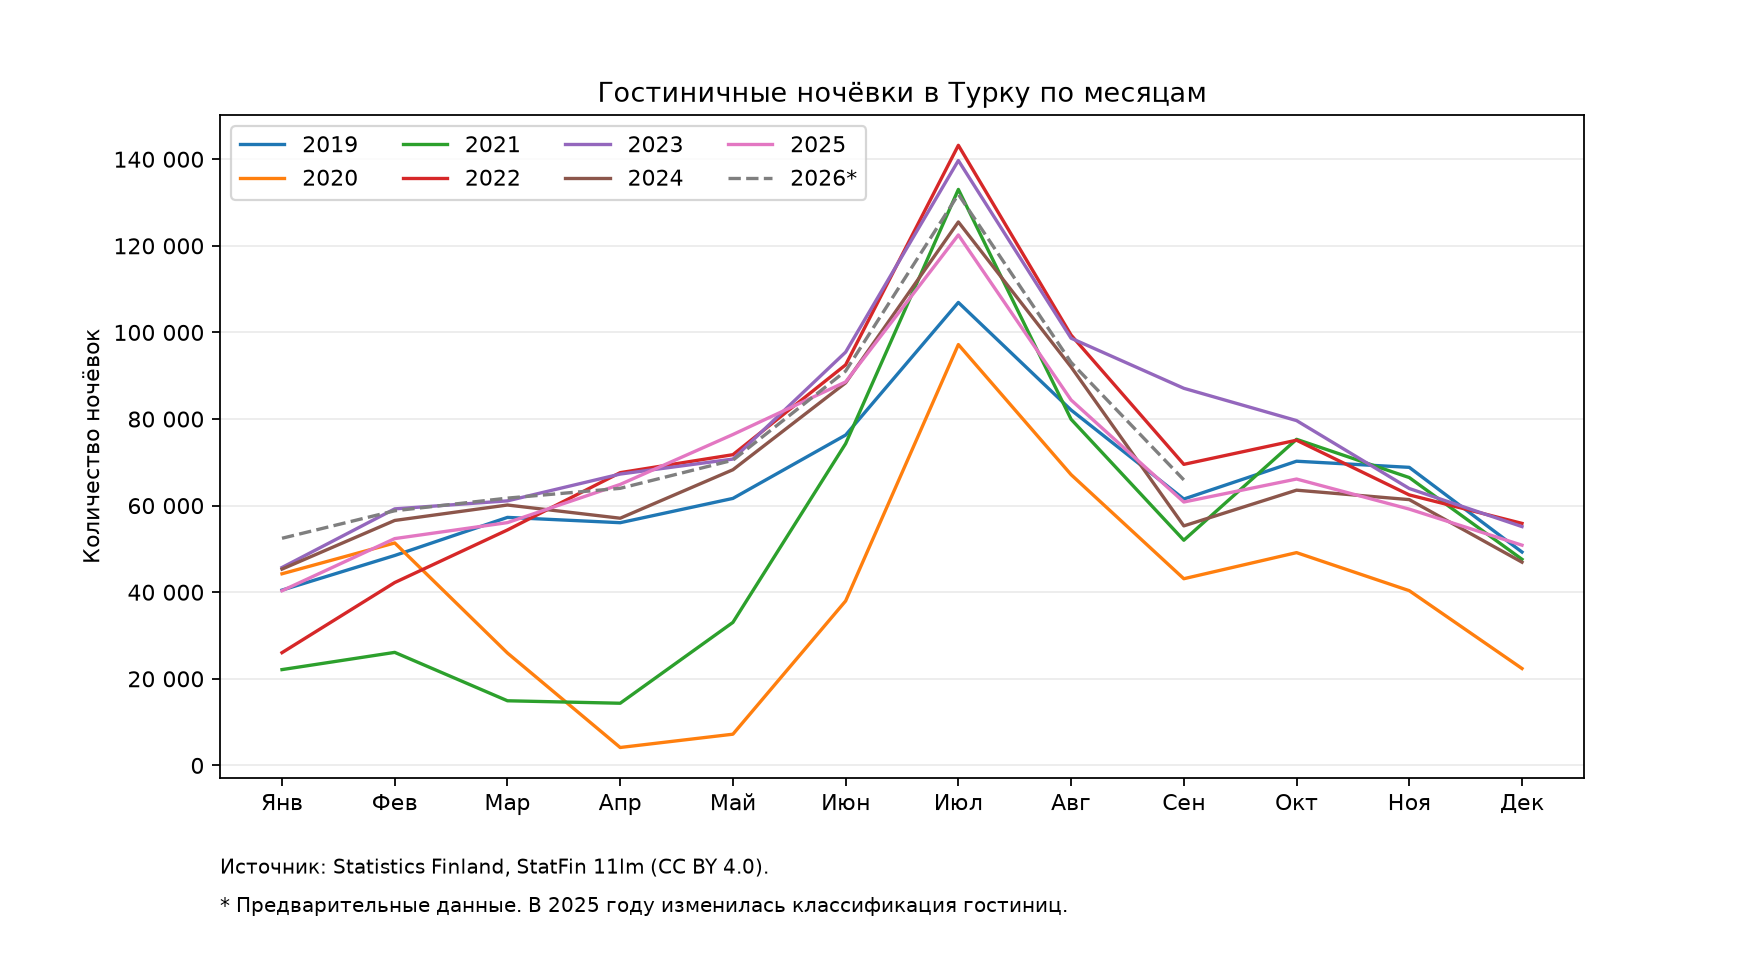 Гостиничные ночёвки в Турку по месяцам
2019 2021 2023 2025
2020 2022 2024 2026*
Количество ночёвок
140 000
120 000
100 000
80 000
60 000
40 000
20 000
0
Янв Фев Мар Апр Май Июн Июл Авг Сен Окт Ноя Дек
Источник: Statistics Finland, StatFin 11lm (CC BY 4.0).
* Предварительные данные. В 2025 году изменилась классификация гостиниц.